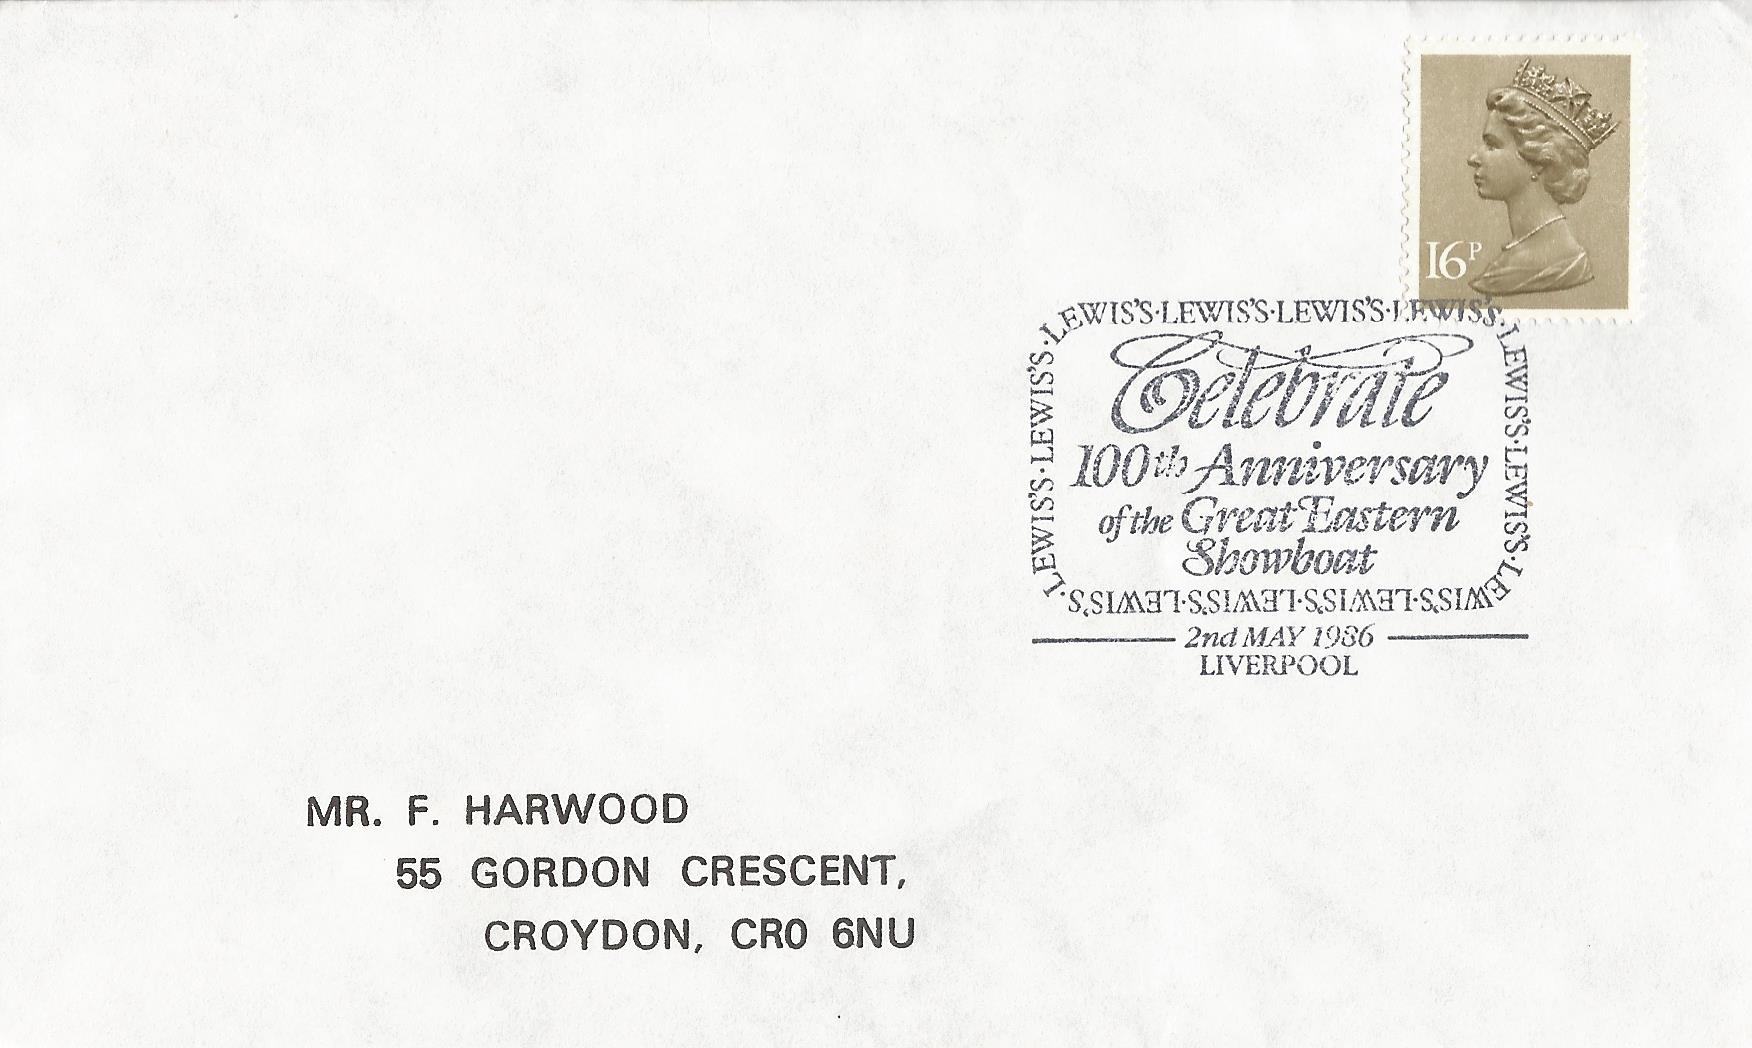 16P
LEWIS'S·LEWIS'S·LEWIS'S·LEWIS'S·LEWIS'S·LEWIS'S·LEWIS'S·LEWIS'S·LEWIS'S·LEWIS'S·LEWIS'S·LEWIS'S·
Celebrate
100th Anniversary
of the Great Eastern
Showboat
2nd MAY 1986
LIVERPOOL
MR. F. HARWOOD
55 GORDON CRESCENT,
CROYDON, CR0 6NU